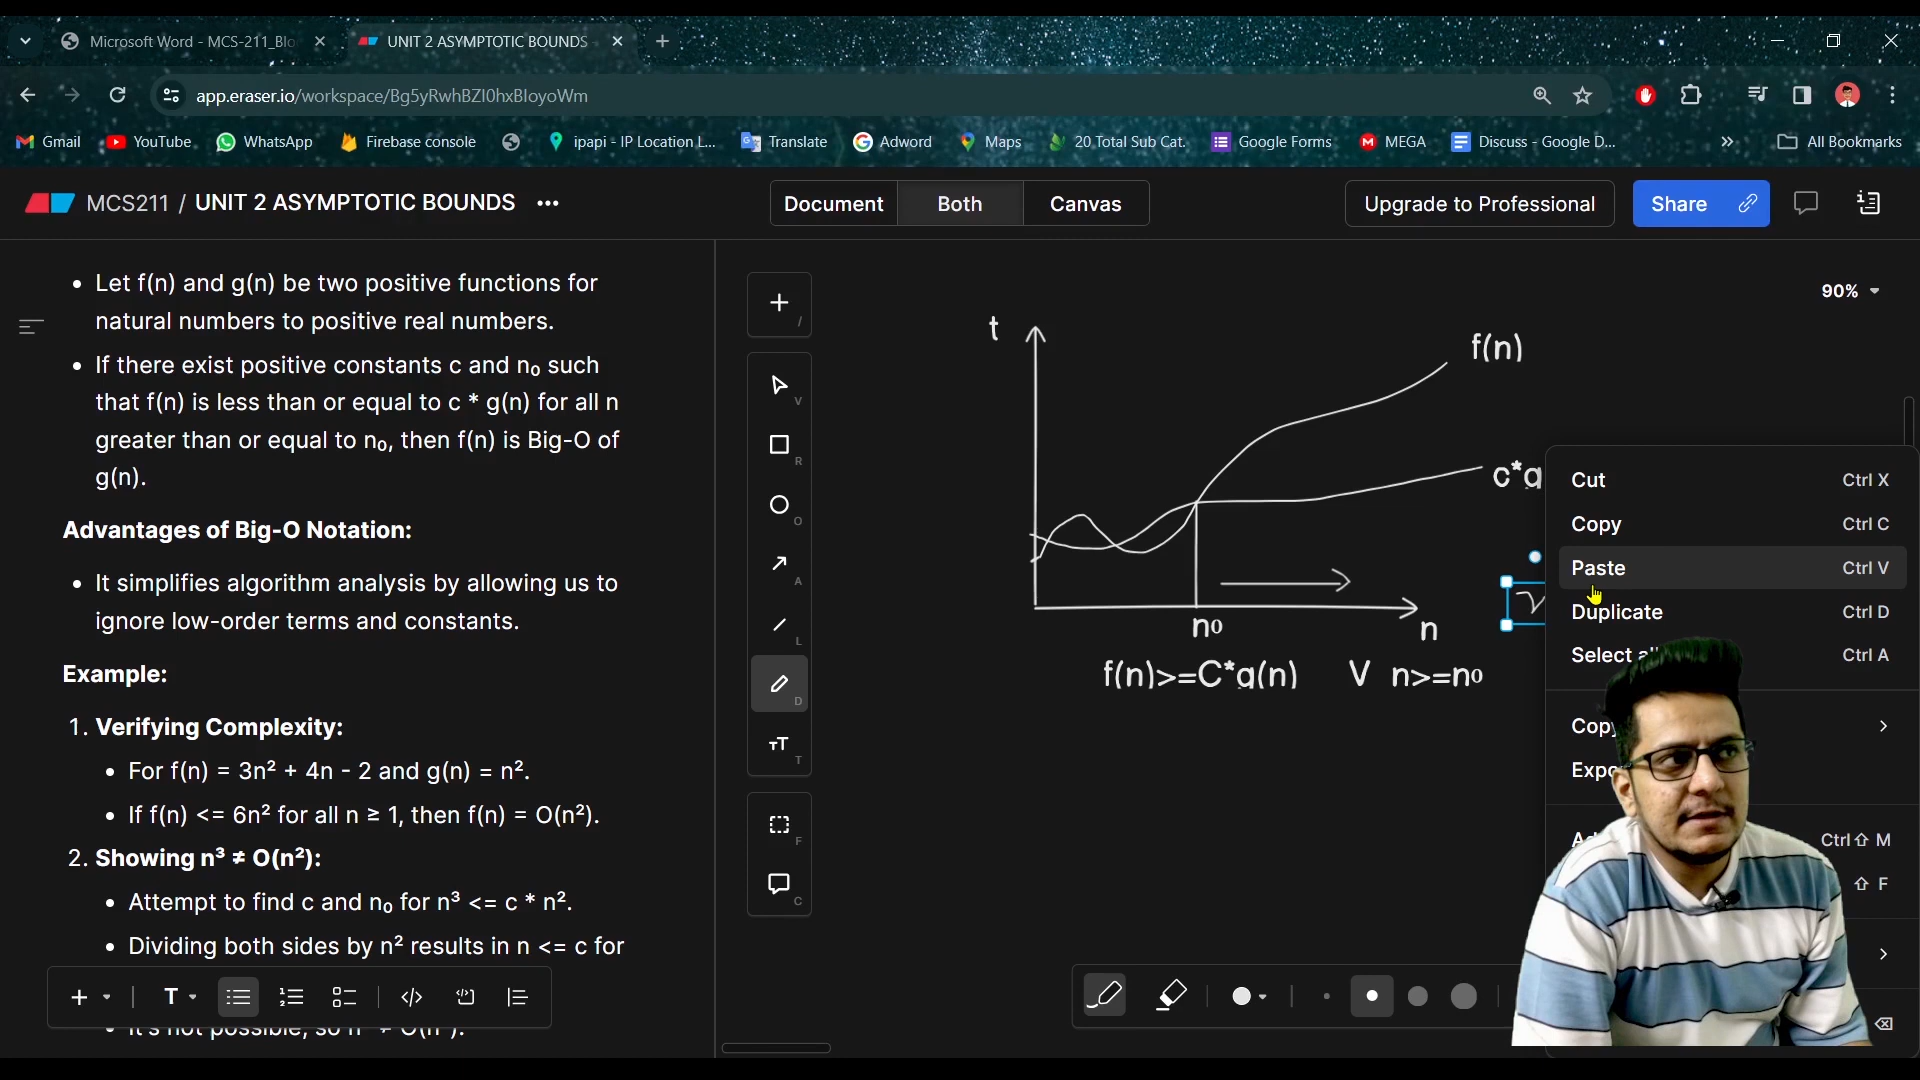 Microsoft Word - MCS-211_Blo
UNIT 2 ASYMPTOTIC BOUNDS
app.eraser.io/workspace/Bg5yRwhBZI0hxBIoyoWm
Gmail
YouTube
WhatsApp
Firebase console
ipapi - IP Location L...
Translate
Adword
Maps
20 Total Sub Cat.
Google Forms
MEGA
Discuss - Google D...
All Bookmarks
MCS211 / UNIT 2 ASYMPTOTIC BOUNDS
Document
Both
Canvas
Upgrade to Professional
Share
• Let f(n) and g(n) be two positive functions for
natural numbers to positive real numbers.
• If there exist positive constants c and n₀ such
that f(n) is less than or equal to c * g(n) for all n
greater than or equal to n₀, then f(n) is Big-O of
g(n).
Advantages of Big-O Notation:
• It simplifies algorithm analysis by allowing us to
ignore low-order terms and constants.
Example:
1. Verifying Complexity:
• For f(n) = 3n² + 4n - 2 and g(n) = n².
• If f(n) <= 6n² for all n ≥ 1, then f(n) = O(n²).
2. Showing n³ ≠ O(n²):
• Attempt to find c and n₀ for n³ <= c * n².
• Dividing both sides by n² results in n <= c for
/
V
R
O
A
L
D
T
F
C
90%
t
f(n)
c*g
n0
n
f(n)>=C*g(n) V n>=n0
Cut Ctrl X
Copy Ctrl C
Paste Ctrl V
Duplicate Ctrl D
Select all Ctrl A
Copy
Ctrl⇧ M
⇧ F